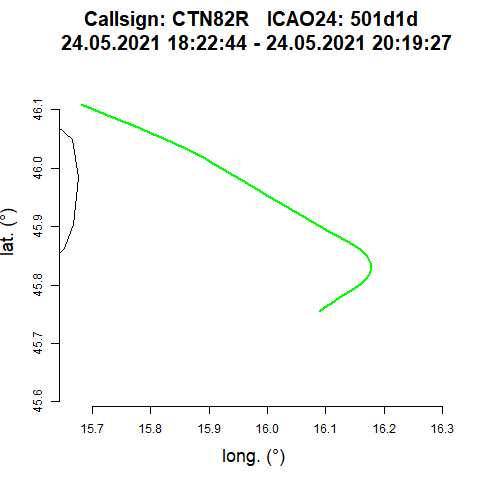 Callsign: CTN82R   ICAO24: 501d1d
24.05.2021 18:22:44 - 24.05.2021 20:19:27
46.1
46.0
45.9
45.8
45.7
45.6
lat. (°)
15.7 15.8 15.9 16.0 16.1 16.2 16.3
long. (°)